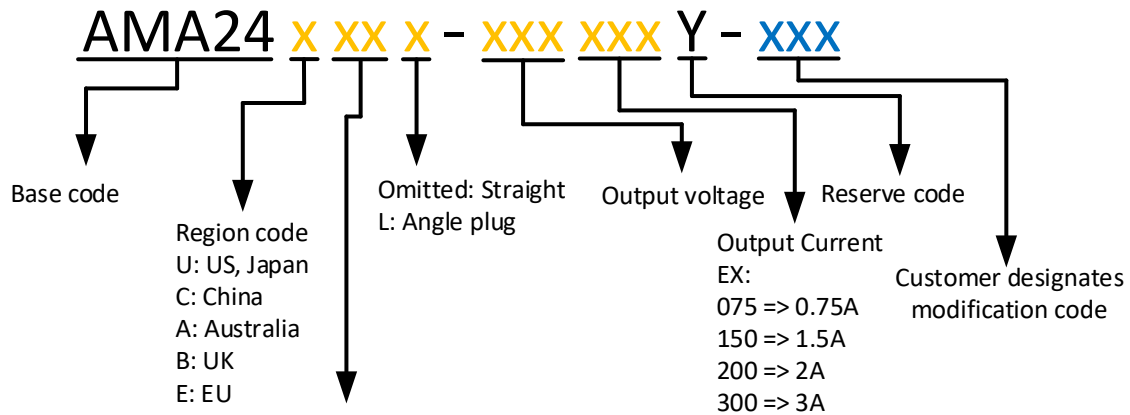 AMA24 x xx x - xxx xxx Y - xxx
Base code
Region code
U: US, Japan
C: China
A: Australia
B: UK
E: EU
Omitted: Straight
L: Angle plug
Output voltage
Output Current
EX:
075 => 0.75A
150 => 1.5A
200 => 2A
300 => 3A
Reserve code
Customer designates
modification code